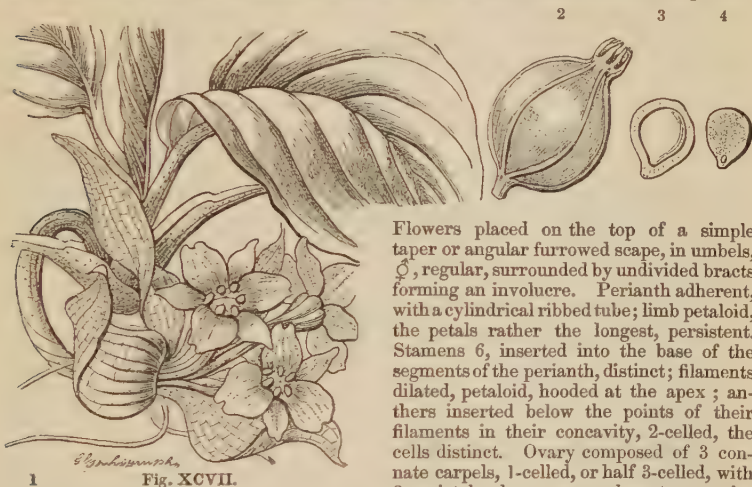 2 3 4
Flowers placed on the top of a simple
taper or angular furrowed scape, in umbels,
⚥, regular, surrounded by undivided bracts
forming an involucre. Perianth adherent,
with a cylindrical ribbed tube; limb petaloid,
the petals rather the longest, persistent.
Stamens 6, inserted into the base of the
segments of the perianth, distinct; filaments
dilated, petaloid, hooded at the apex; an-
thers inserted below the points of their
filaments in their concavity, 2-celled, the
cells distinct. Ovary composed of 3 con-
nate carpels, 1-celled, or half 3-celled, with
1 Fig. XCVII.